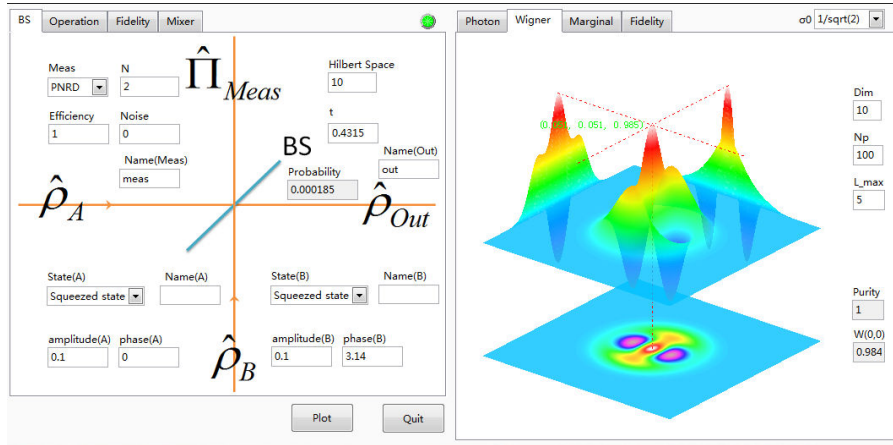 BS Operation Fidelity Mixer
Meas N
PNRD 2
Π̂Meas
Hilbert Space
10
Efficiency Noise
1 0
t
0.4315
Name(Meas)
meas
BS
Probability
0.000185
Name(Out)
out
ρ̂A
ρ̂Out
State(A) Name(A)
Squeezed state
State(B) Name(B)
Squeezed state
amplitude(A) phase(A)
0.1 0
ρ̂B
amplitude(B) phase(B)
0.1 3.14
Plot Quit
Photon Wigner Marginal Fidelity
σ0 1/sqrt(2)
0.051, 0.985)
Dim
10
Np
100
L_max
5
Purity
1
W(0,0)
0.984